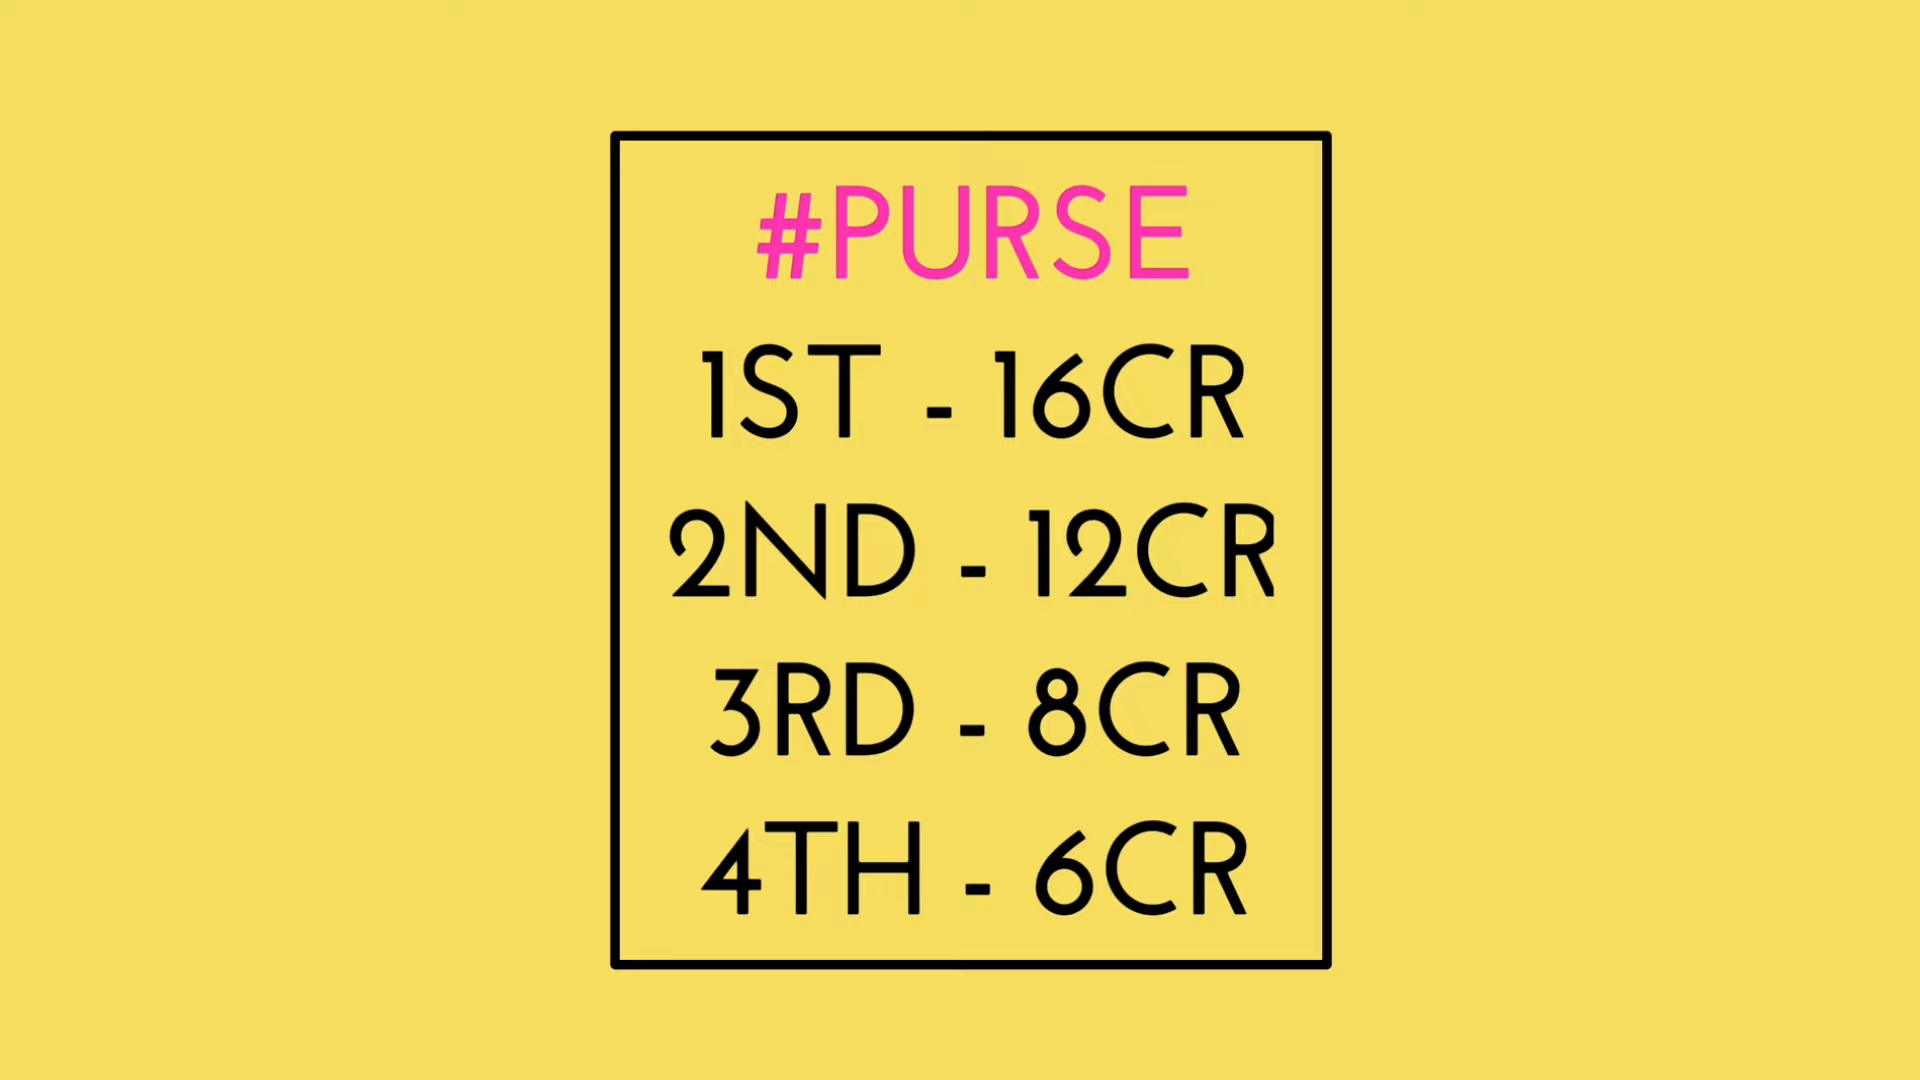 #PURSE
1ST - 16CR
2ND - 12CR
3RD - 8CR
4TH - 6CR